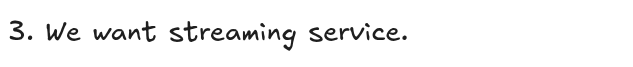 3. We want streaming service.